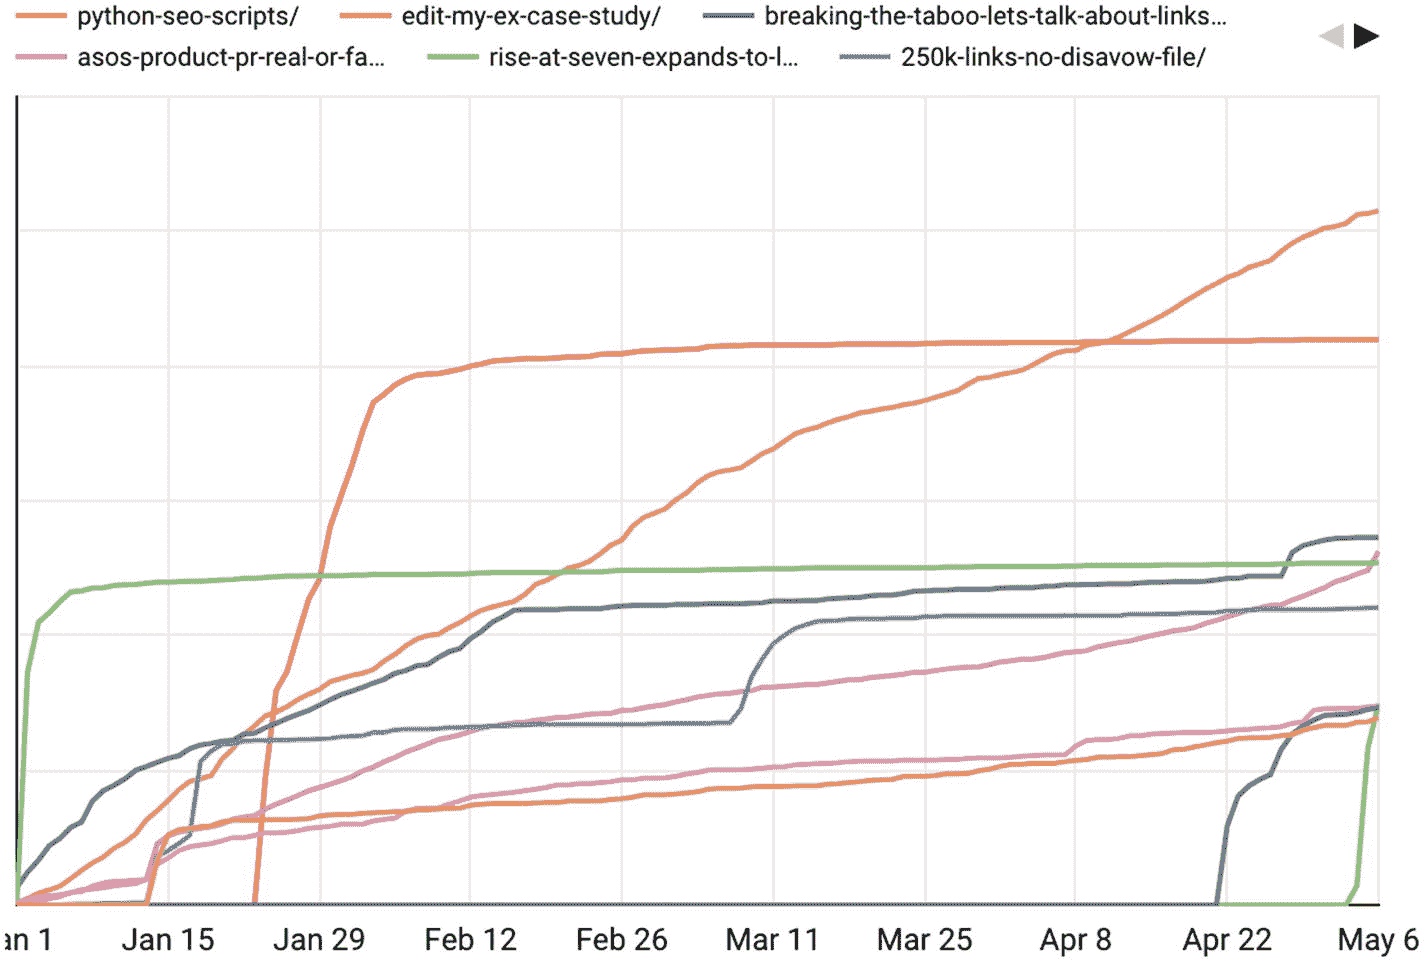 python-seo-scripts/ edit-my-ex-case-study/ breaking-the-taboo-lets-talk-about-links...
asos-product-pr-real-or-fa... rise-at-seven-expands-to-l... 250k-links-no-disavow-file/
an 1 Jan 15 Jan 29 Feb 12 Feb 26 Mar 11 Mar 25 Apr 8 Apr 22 May 6